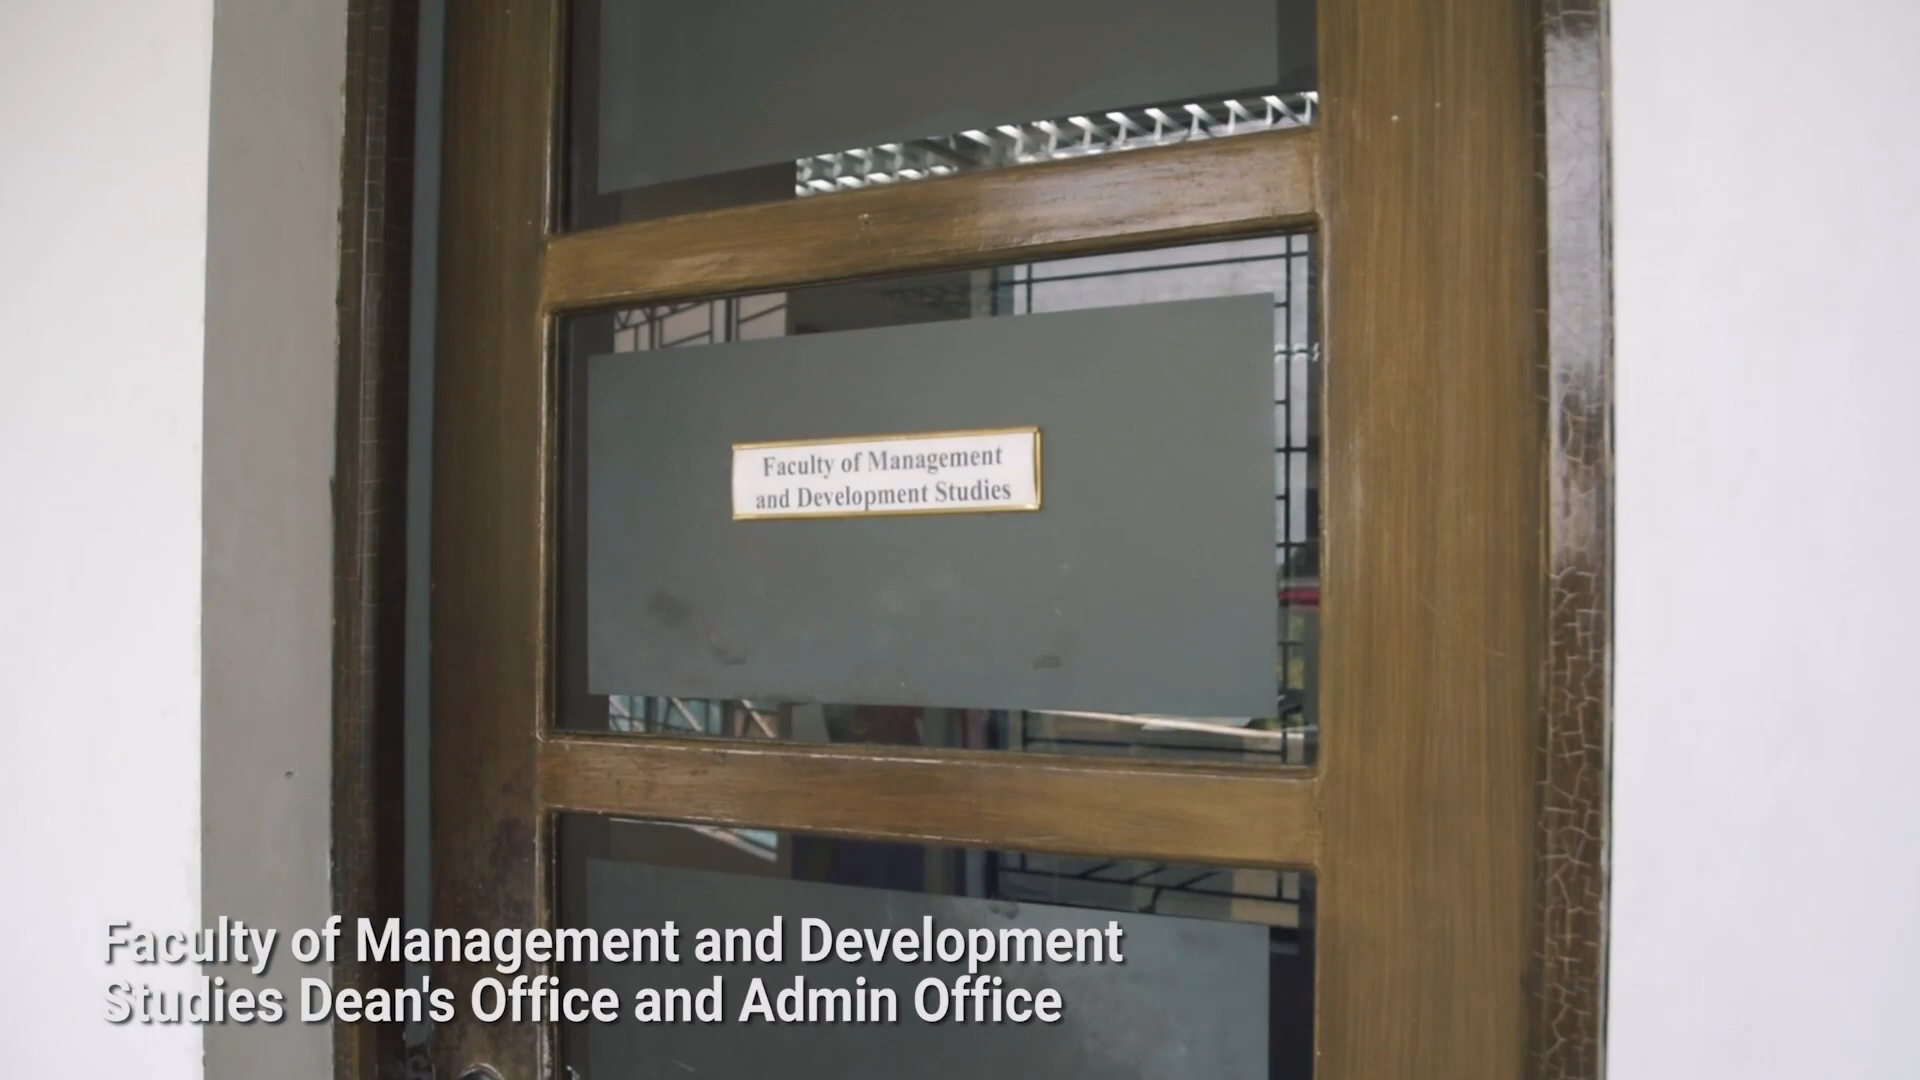 Faculty of Management
and Development Studies
Faculty of Management and Development
Studies Dean's Office and Admin Office